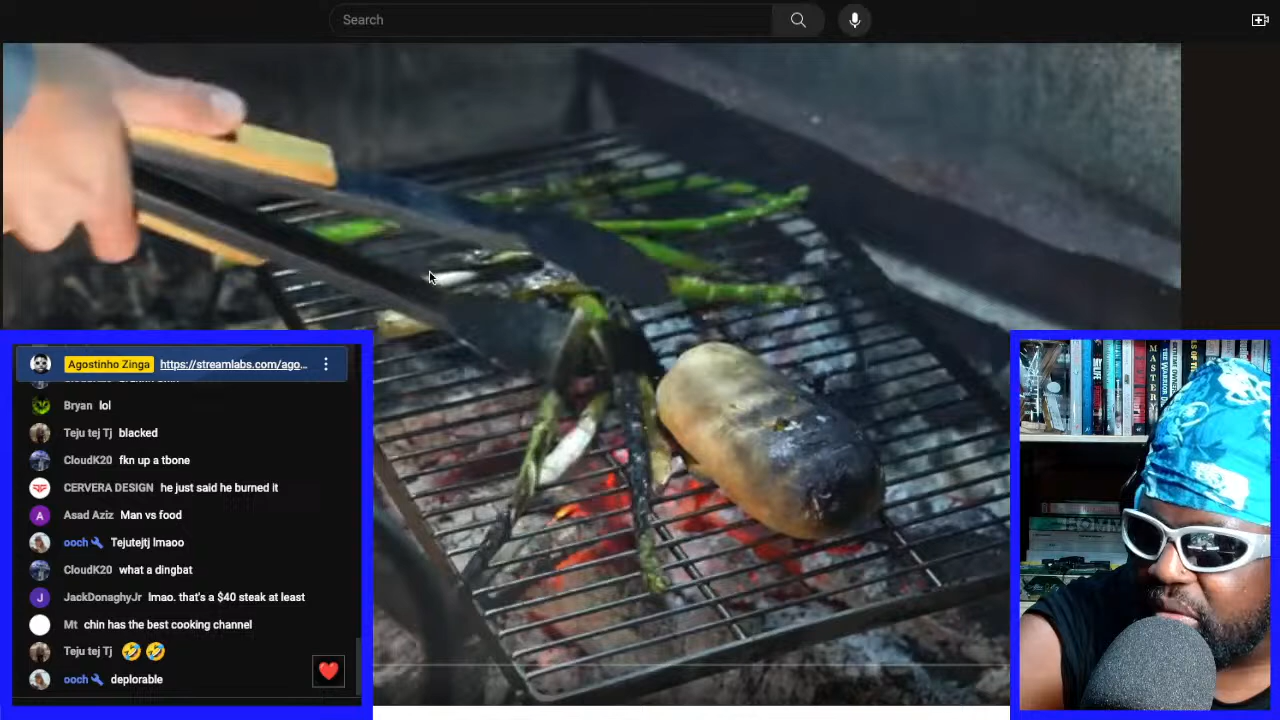 Search
Agostinho Zinga https://streamlabs.com/ago...
Bryan lol
Teju tej Tj blacked
CloudK20 fkn up a tbone
CERVERA DESIGN he just said he burned it
A Asad Aziz Man vs food
ooch Tejutejtj lmaoo
CloudK20 what a dingbat
J JackDonaghyJr lmao. that's a $40 steak at least
Mt chin has the best cooking channel
Teju tej Tj 🤣 🤣
ooch deplorable
MASTERY